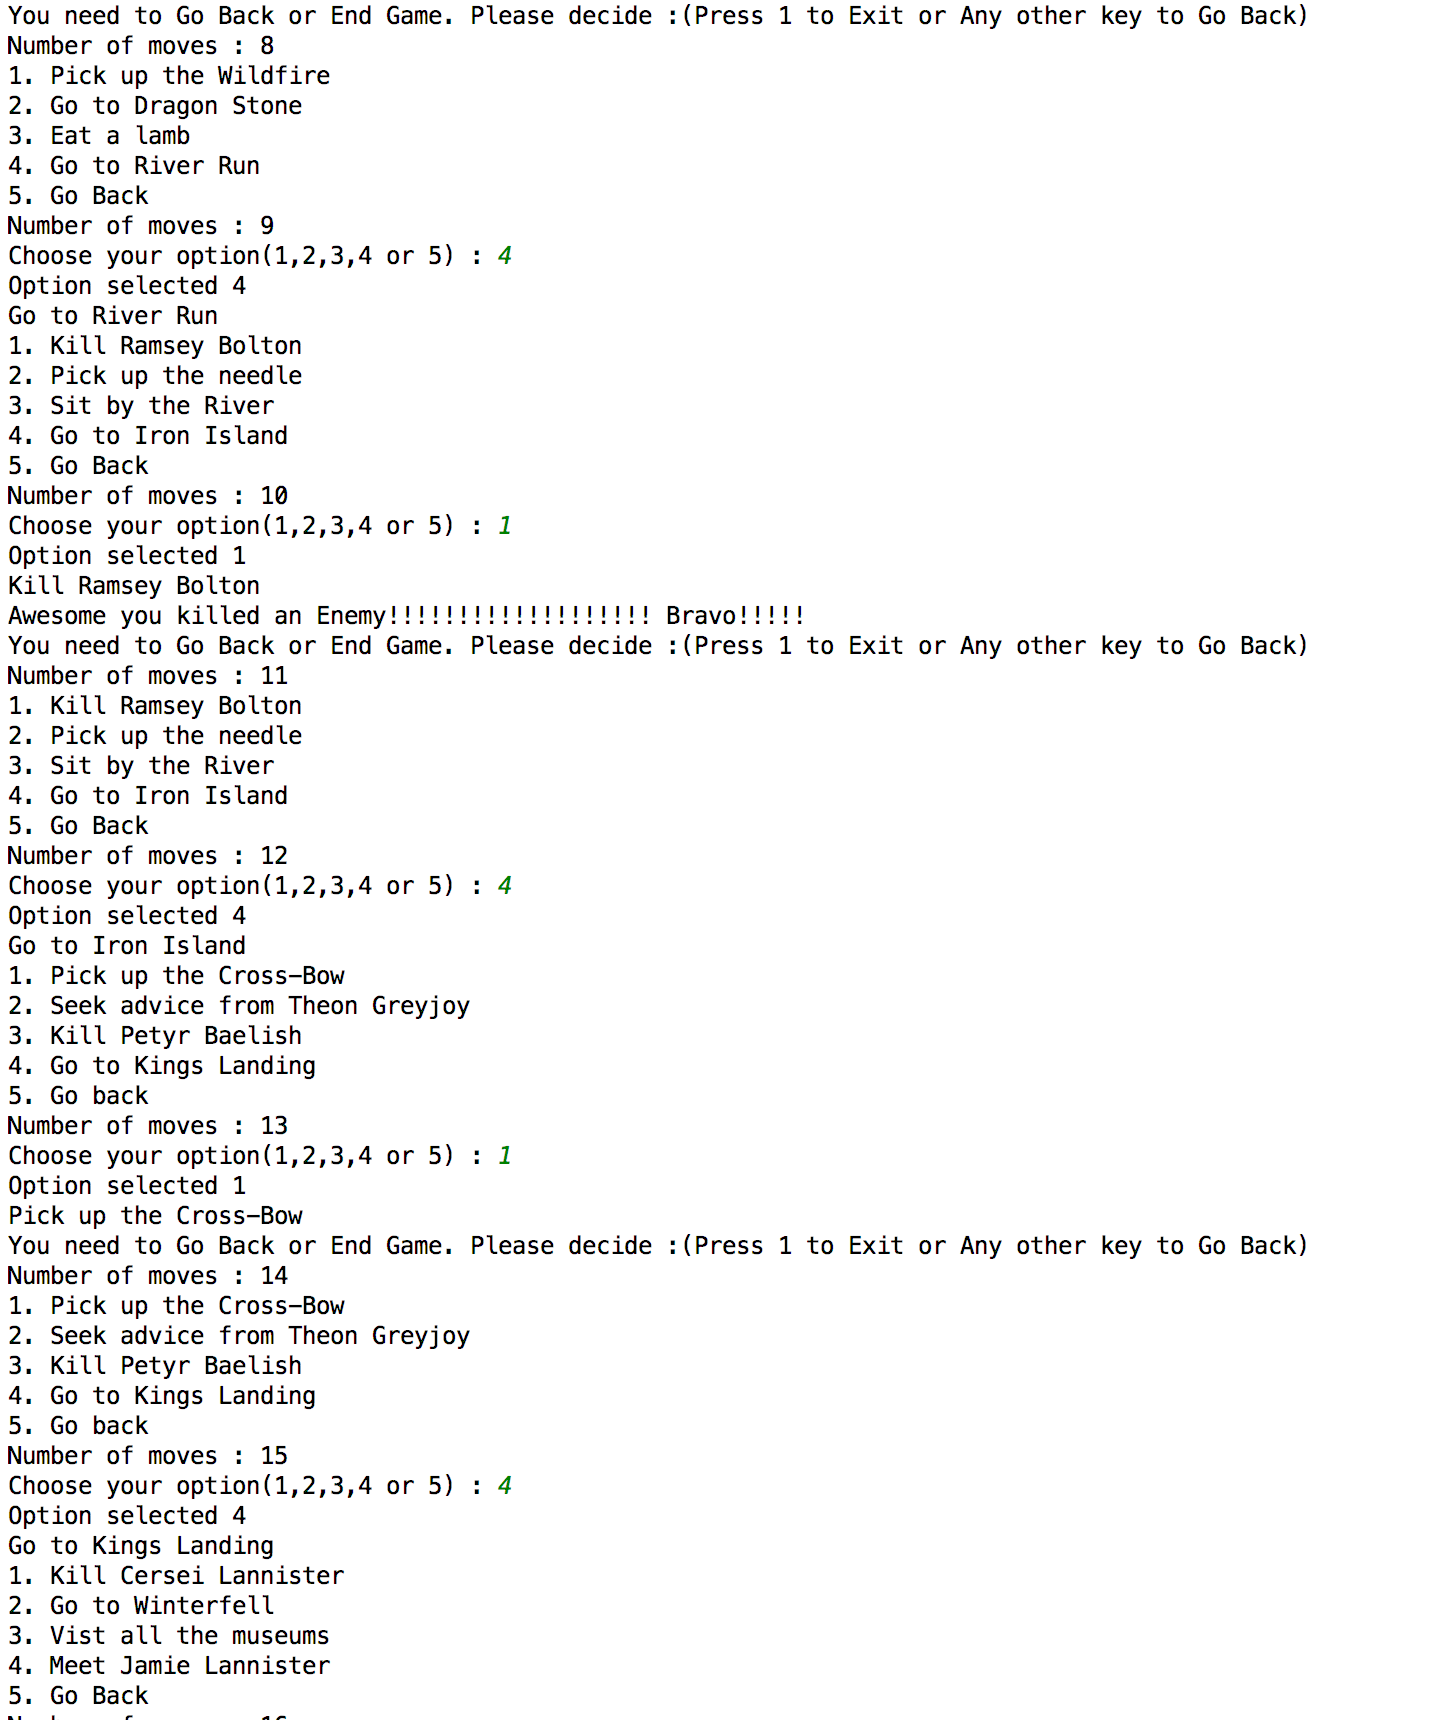 You need to Go Back or End Game. Please decide :(Press 1 to Exit or Any other key to Go Back)
Number of moves : 8
1. Pick up the Wildfire
2. Go to Dragon Stone
3. Eat a lamb
4. Go to River Run
5. Go Back
Number of moves : 9
Choose your option(1,2,3,4 or 5) : 4
Option selected 4
Go to River Run
1. Kill Ramsey Bolton
2. Pick up the needle
3. Sit by the River
4. Go to Iron Island
5. Go Back
Number of moves : 10
Choose your option(1,2,3,4 or 5) : 1
Option selected 1
Kill Ramsey Bolton
Awesome you killed an Enemy!!!!!!!!!!!!!!!!!!! Bravo!!!!!
You need to Go Back or End Game. Please decide :(Press 1 to Exit or Any other key to Go Back)
Number of moves : 11
1. Kill Ramsey Bolton
2. Pick up the needle
3. Sit by the River
4. Go to Iron Island
5. Go Back
Number of moves : 12
Choose your option(1,2,3,4 or 5) : 4
Option selected 4
Go to Iron Island
1. Pick up the Cross-Bow
2. Seek advice from Theon Greyjoy
3. Kill Petyr Baelish
4. Go to Kings Landing
5. Go back
Number of moves : 13
Choose your option(1,2,3,4 or 5) : 1
Option selected 1
Pick up the Cross-Bow
You need to Go Back or End Game. Please decide :(Press 1 to Exit or Any other key to Go Back)
Number of moves : 14
1. Pick up the Cross-Bow
2. Seek advice from Theon Greyjoy
3. Kill Petyr Baelish
4. Go to Kings Landing
5. Go back
Number of moves : 15
Choose your option(1,2,3,4 or 5) : 4
Option selected 4
Go to Kings Landing
1. Kill Cersei Lannister
2. Go to Winterfell
3. Vist all the museums
4. Meet Jamie Lannister
5. Go Back